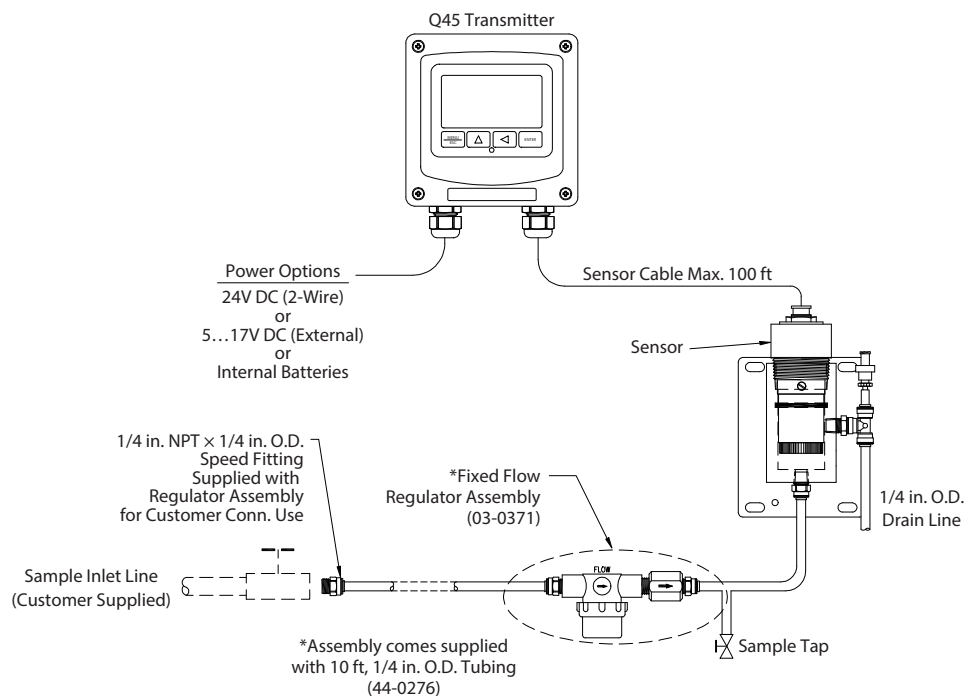 Q45 Transmitter
MENU
ESC
ENTER
Power Options
24V DC (2-Wire)
or
5…17V DC (External)
or
Internal Batteries
Sensor Cable Max. 100 ft
Sensor
1/4 in. NPT × 1/4 in. O.D.
Speed Fitting
Supplied with
Regulator Assembly
for Customer Conn. Use
*Fixed Flow
Regulator Assembly
(03-0371)
1/4 in. O.D.
Drain Line
FLOW
Sample Inlet Line
(Customer Supplied)
Sample Tap
*Assembly comes supplied
with 10 ft, 1/4 in. O.D. Tubing
(44-0276)